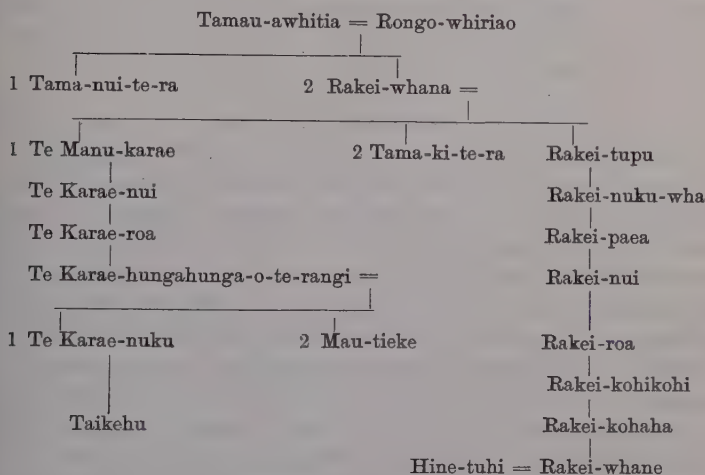 Tamau-awhitia = Rongo-whiriao
1 Tama-nui-te-ra 2 Rakei-whana =
1 Te Manu-karae 2 Tama-ki-te-ra Rakei-tupu
Te Karae-nui Rakei-nuku-wha
Te Karae-roa Rakei-paea
Te Karae-hungahunga-o-te-rangi = Rakei-nui
1 Te Karae-nuku 2 Mau-tieke Rakei-roa
Rakei-kohikohi
Taikehu Rakei-kohaha
Hine-tuhi = Rakei-whane